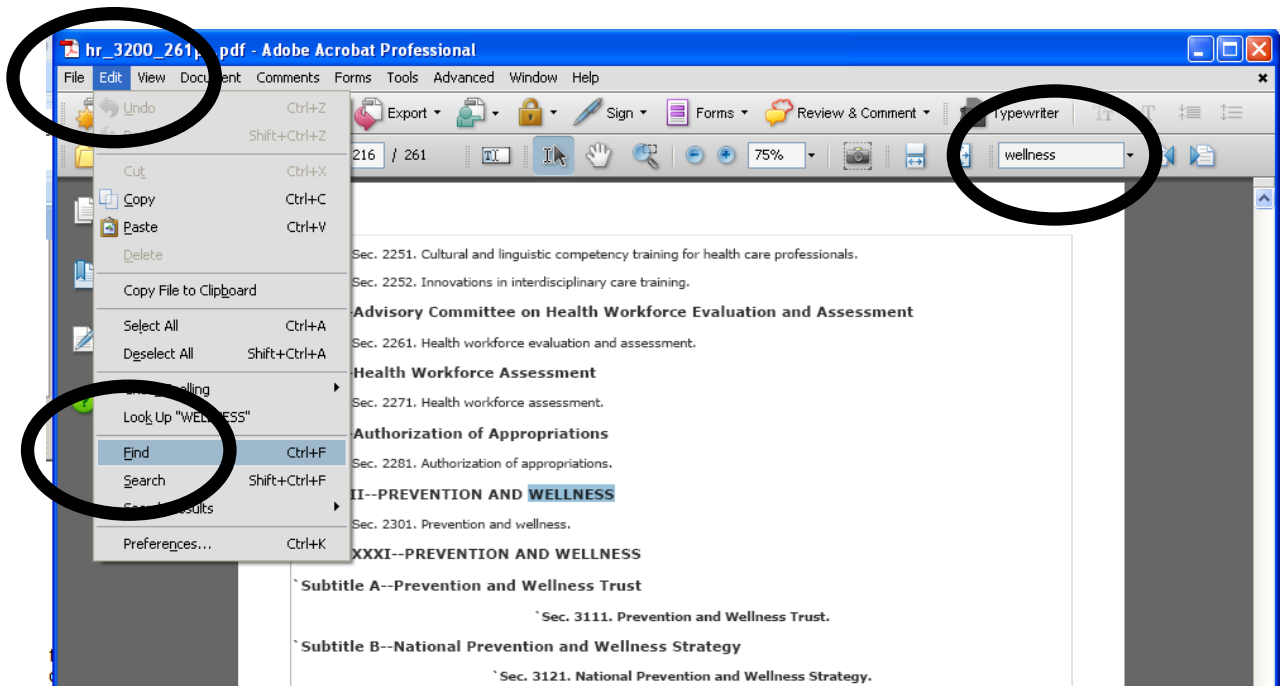 hr_3200_261 pdf - Adobe Acrobat Professional
File Edit View Document Comments Forms Tools Advanced Window Help
Undo Ctrl+Z
Export Sign Forms Review & Comment Typewriter
Shift+Ctrl+Z
216 / 261 75% wellness
Cut Ctrl+X
Copy Ctrl+C
Paste Ctrl+V
Delete
Copy File to Clipboard
Select All Ctrl+A
Deselect All Shift+Ctrl+A
Look Up "WELLNESS"
Find Ctrl+F
Search Shift+Ctrl+F
Preferences... Ctrl+K
Sec. 2251. Cultural and linguistic competency training for health care professionals.
Sec. 2252. Innovations in interdisciplinary care training.
-Advisory Committee on Health Workforce Evaluation and Assessment
Sec. 2261. Health workforce evaluation and assessment.
-Health Workforce Assessment
Sec. 2271. Health workforce assessment.
-Authorization of Appropriations
Sec. 2281. Authorization of appropriations.
II--PREVENTION AND WELLNESS
Sec. 2301. Prevention and wellness.
XXXI--PREVENTION AND WELLNESS
`Subtitle A--Prevention and Wellness Trust
`Sec. 3111. Prevention and Wellness Trust.
`Subtitle B--National Prevention and Wellness Strategy
`Sec. 3121. National Prevention and Wellness Strategy.